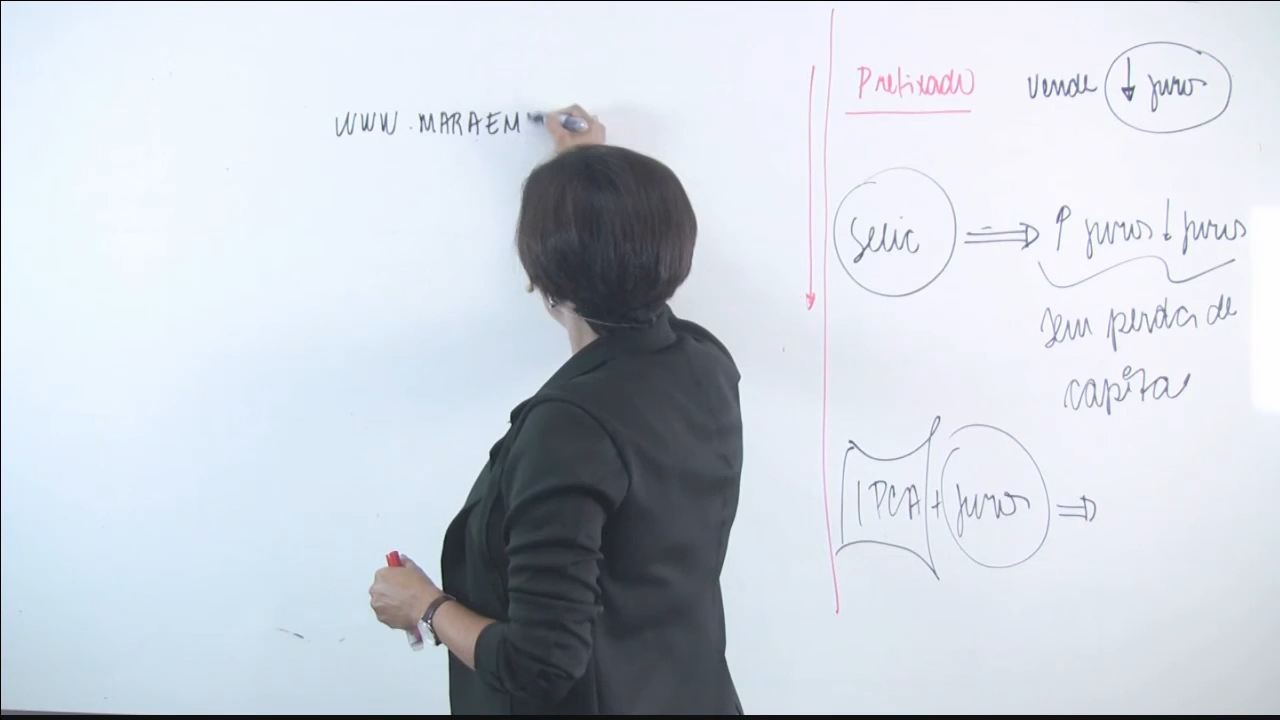 WWW.MARAEM
Prefixado
vende ↓ juros
Selic ⇒ ↑ juros ↓ juros
sem perda de
capital
IPCA + juros ⇒